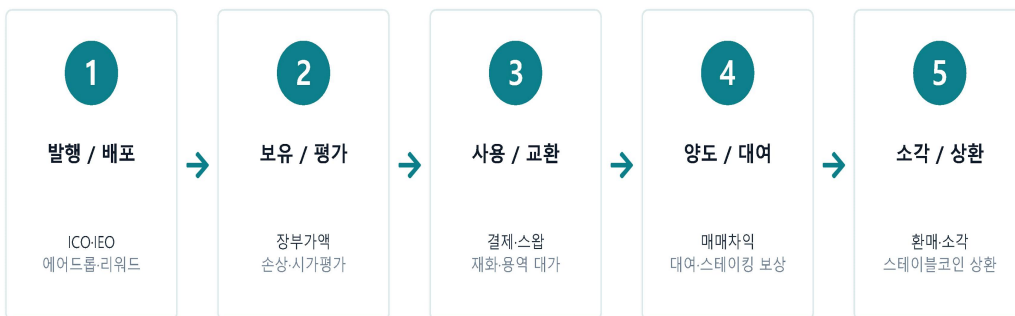 1
발행 / 배포
ICO·IEO
에어드롭·리워드
2
보유 / 평가
장부가액
손상·시가평가
3
사용 / 교환
결제·스왑
재화·용역 대가
4
양도 / 대여
매매차익
대여·스테이킹 보상
5
소각 / 상환
환매·소각
스테이블코인 상환